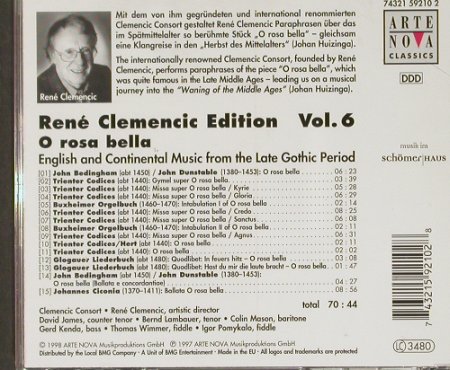 74321 59210 2
Mit dem von ihm gegründeten und international renommierten
Clemencic Consort gestaltet René Clemencic Paraphrasen über das
im Spätmittelalter so berühmte Stück „O rosa bella“ – gleichsam
eine Klangreise in den „Herbst des Mittelalters“ (Johan Huizinga).
ARTE
NOVA
CLASSICS
The internationally renowned Clemencic Consort, founded by René
Clemencic, performs paraphrases of the piece “O rosa bella”, which
was quite famous in the Late Middle Ages – leading us on a musical
journey into the “Waning of the Middle Ages” (Johan Huizinga).
DDD
René Clemencic
René Clemencic Edition Vol. 6
O rosa bella
English and Continental Music from the Late Gothic Period
musik im
schömerHAUS
[01] John Bedingham (abt 1450) / John Dunstable (1380–1453): O rosa bella 06 : 23
[02] Trienter Codices (abt 1440): Gymel super O rosa bella 03 : 39
[03] Trienter Codices (abt 1440): Missa super O rosa bella / Kyrie 05 : 28
[04] Trienter Codices (abt 1440): Missa super O rosa bella / Gloria 06 : 29
[05] Buxheimer Orgelbuch (1460–1470): Intabulation I of O rosa bella 02 : 12
[06] Trienter Codices (abt 1440): Missa super O rosa bella / Credo 08 : 25
[07] Trienter Codices (abt 1440): Missa super O rosa bella / Sanctus 06 : 08
[08] Buxheimer Orgelbuch (1460–1470): Intabulation II of O rosa bella 02 : 11
[09] Trienter Codices (abt 1440): Missa super O rosa bella / Agnus 06 : 31
[10] Trienter Codices/Hert (abt 1440): O rosa bella 02 : 02
[11] Trienter Codices (abt 1440): O rosa bella 02 : 03
[12] Glogauer Liederbuch (abt 1480): Quodlibet: In feuers hitz – O rosa bella 02 : 08
[13] Glogauer Liederbuch (abt 1480): Quodlibet: Hast du mir die laute bracht – O rosa bella 01 : 47
[14] John Bedingham (abt 1450) / John Dunstable (1380–1453):
O rosa bella (Ballata e concordantiae) 04 : 27
[15] Johannes Ciconia (1370–1411): Ballata O rosa bella 08 : 56
total 70 : 44
Clemencic Consort • René Clemencic, artistic director
David James, counter tenor • Bernd Lambauer, tenor • Colin Mason, baritone
Gerd Kenda, bass • Thomas Wimmer, fiddle • Igor Pomykalo, fiddle
℗ 1998 ARTE NOVA Musikproduktions GmbH © 1997 ARTE NOVA Musikproduktions GmbH
Distributed by the Local BMG Company • A Unit of BMG Entertainment • Made in the EU • All logos and trademarks protected
7 43215 92102 8
LC 3480